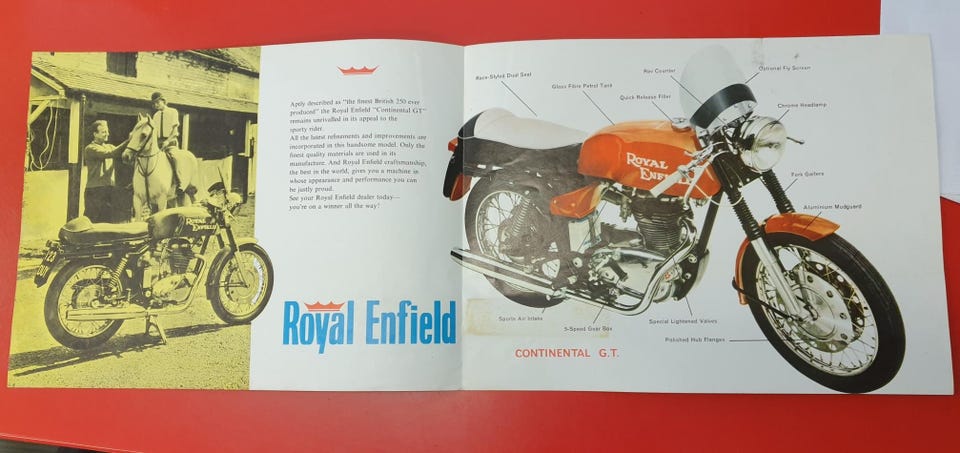 Aptly described as "the finest British 250 ever
produced" the Royal Enfield "Continental GT"
remains unrivalled in its appeal to the
sporty rider.
All the latest refinements and improvements are
incorporated in this handsome model. Only the
finest quality materials are used in its
manufacture. And Royal Enfield craftsmanship,
the best in the world, gives you a machine in
whose appearance and performance you can
be justly proud.
See your Royal Enfield dealer today—
you're on a winner all the way!
ROYAL
ENFIELD
Royal Enfield
Race-Styled Dual Seat
Glass Fibre Petrol Tank
Quick Release Filler
Rev Counter
Optional Fly Screen
Chrome Headlamp
Fork Gaiters
Aluminium Mudguard
ROYAL
ENFIELD
Sports Air Intake
5-Speed Gear Box
Special Lightened Valves
Polished Hub Flanges
CONTINENTAL G.T.